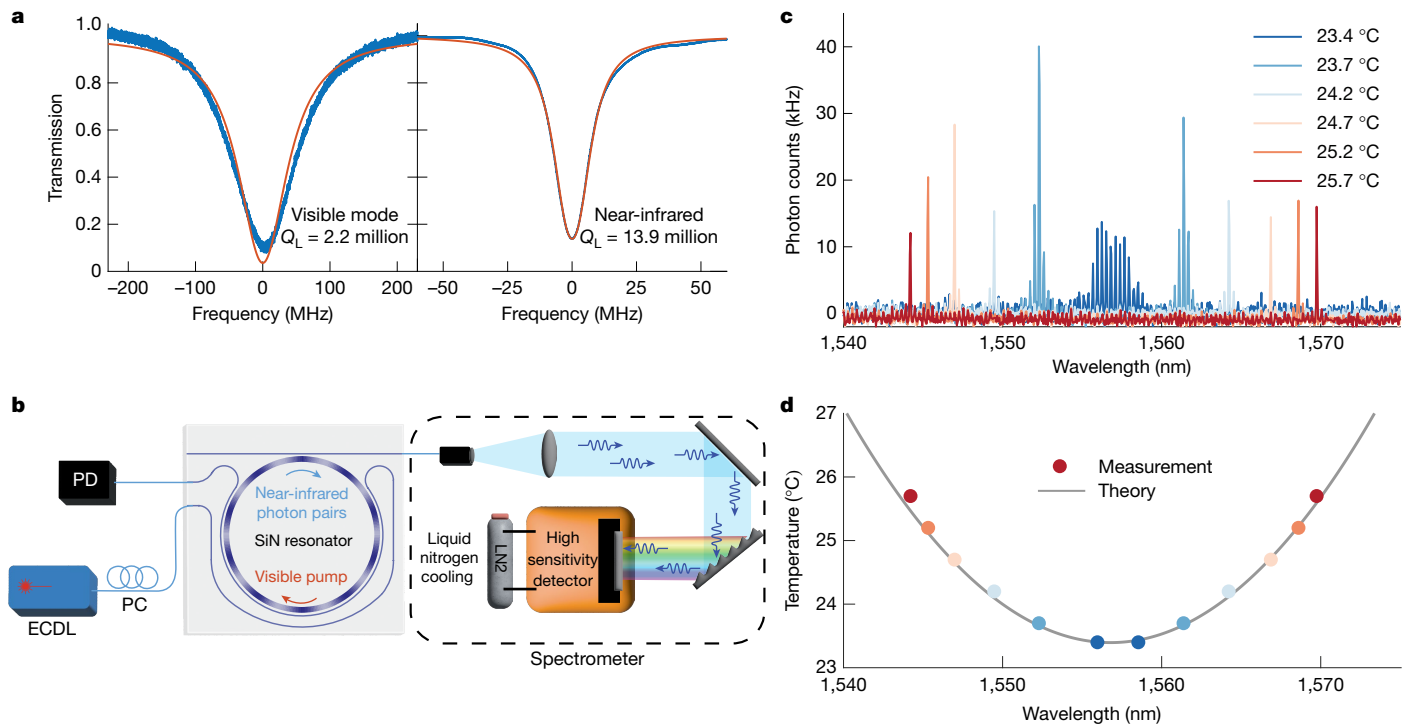 a
1.0
0.8
0.6
0.4
0.2
0
Transmission
Visible mode
QL = 2.2 million
−200
−100
0
100
200
Frequency (MHz)
Near-infrared
QL = 13.9 million
−50
−25
0
25
50
Frequency (MHz)
b
PD
ECDL
PC
Near-infrared
photon pairs
SiN resonator
Visible pump
Liquid
nitrogen
cooling
LN2
High
sensitivity
detector
Spectrometer
c
40
30
20
10
0
Photon counts (kHz)
23.4 °C
23.7 °C
24.2 °C
24.7 °C
25.2 °C
25.7 °C
1,540
1,550
1,560
1,570
Wavelength (nm)
d
27
26
25
24
23
Temperature (°C)
Measurement
Theory
1,540
1,550
1,560
1,570
Wavelength (nm)